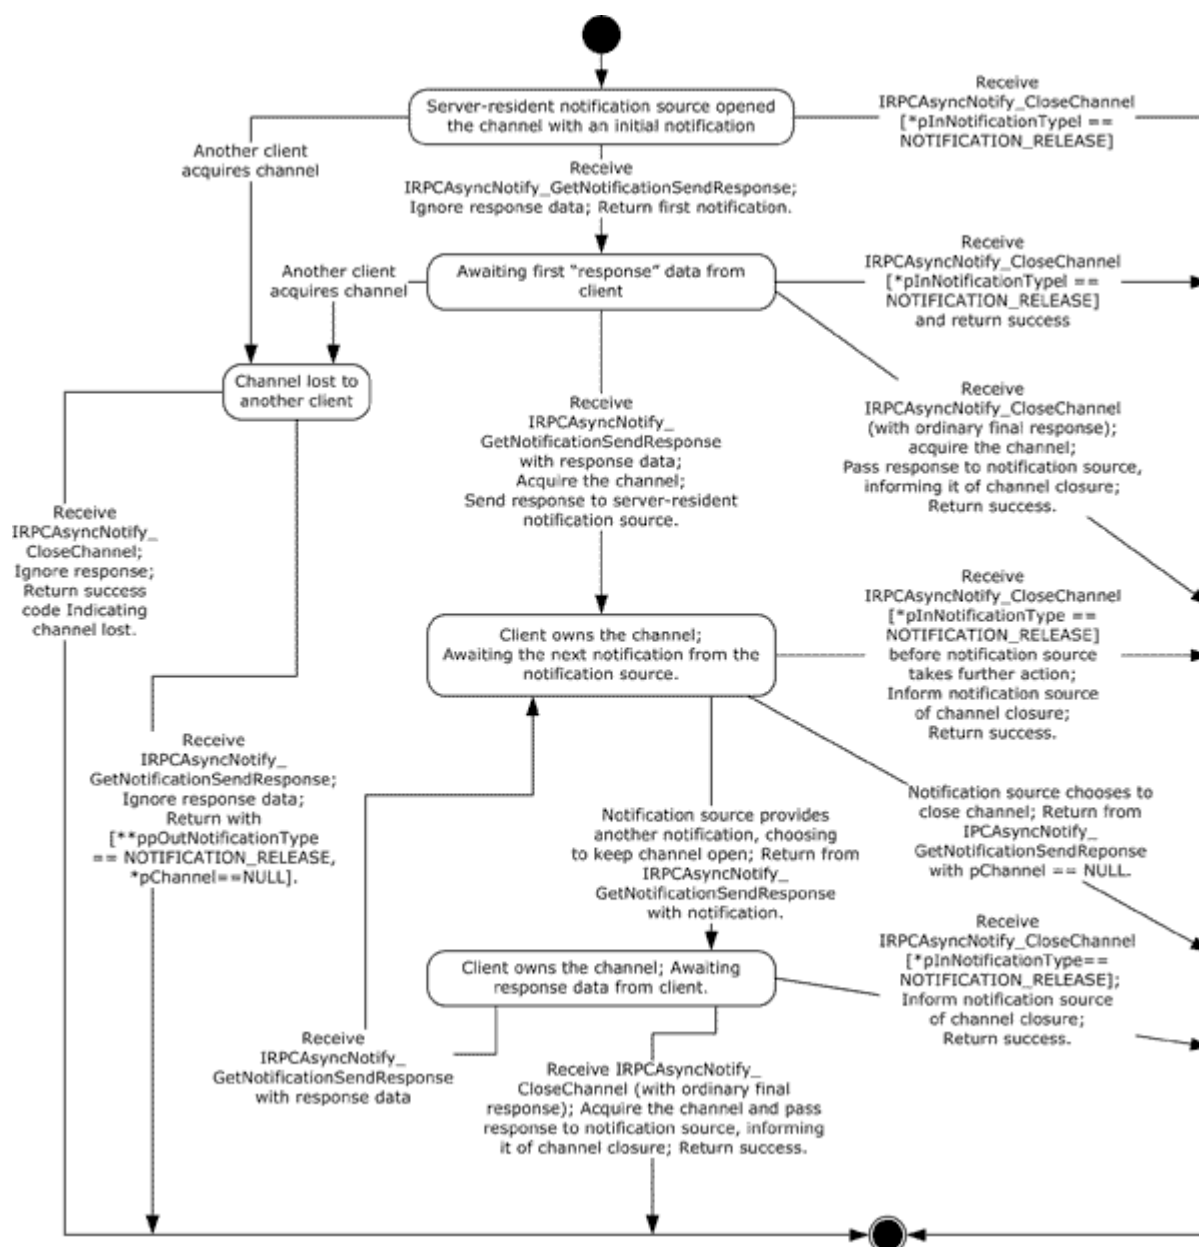 Server-resident notification source opened
the channel with an initial notification
Receive
IRPCAsyncNotify_CloseChannel
[*pInNotificationTypel ==
NOTIFICATION_RELEASE]
Another client
acquires channel
Receive
IRPCAsyncNotify_GetNotificationSendResponse;
Ignore response data; Return first notification.
Awaiting first “response” data from
client
Another client
acquires channel
Receive
IRPCAsyncNotify_CloseChannel
[*pInNotificationTypel ==
NOTIFICATION_RELEASE]
and return success
Channel lost to
another client
Receive
IRPCAsyncNotify_
GetNotificationSendResponse
with response data;
Acquire the channel;
Send response to server-resident
notification source.
Receive
IRPCAsyncNotify_CloseChannel
(with ordinary final response);
acquire the channel;
Pass response to notification source,
informing it of channel closure;
Return success.
Receive
IRPCAsyncNotify_
CloseChannel;
Ignore response;
Return success
code Indicating
channel lost.
Client owns the channel;
Awaiting the next notification from the
notification source.
Receive
IRPCAsyncNotify_CloseChannel
[*pInNotificationType ==
NOTIFICATION_RELEASE]
before notification source
takes further action;
Inform notification source
of channel closure;
Return success.
Receive
IRPCAsyncNotify_
GetNotificationSendResponse;
Ignore response data;
Return with
[**ppOutNotificationType
== NOTIFICATION_RELEASE,
*pChannel==NULL].
Notification source provides
another notification, choosing
to keep channel open; Return from
IRPCAsyncNotify_
GetNotificationSendResponse
with notification.
Notification source chooses to
close channel; Return from
IPCAsyncNotify_
GetNotificationSendReponse
with pChannel == NULL.
Client owns the channel; Awaiting
response data from client.
Receive
IRPCAsyncNotify_CloseChannel
[*pInNotificationType==
NOTIFICATION_RELEASE];
Inform notification source
of channel closure;
Return success.
Receive
IRPCAsyncNotify_
GetNotificationSendResponse
with response data
Receive IRPCAsyncNotify_
CloseChannel (with ordinary final
response); Acquire the channel and pass
response to notification source, informing
it of channel closure; Return success.